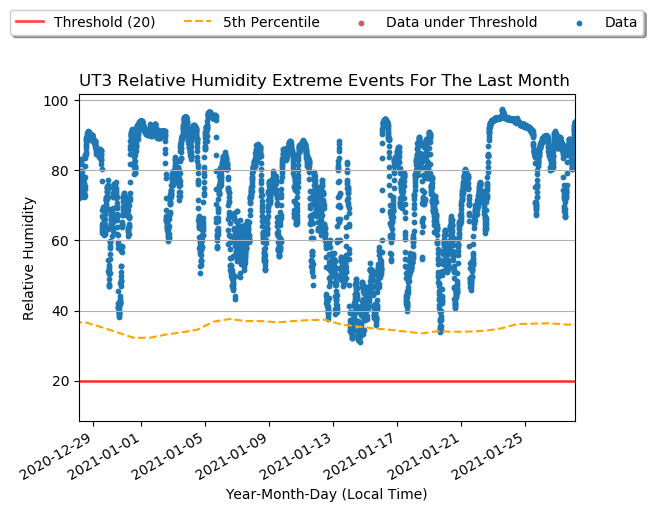 Threshold (20) 5th Percentile Data under Threshold Data
UT3 Relative Humidity Extreme Events For The Last Month
100
80
60
40
20
Relative Humidity
2020-12-29 2021-01-01 2021-01-05 2021-01-09 2021-01-13 2021-01-17 2021-01-21 2021-01-25
Year-Month-Day (Local Time)